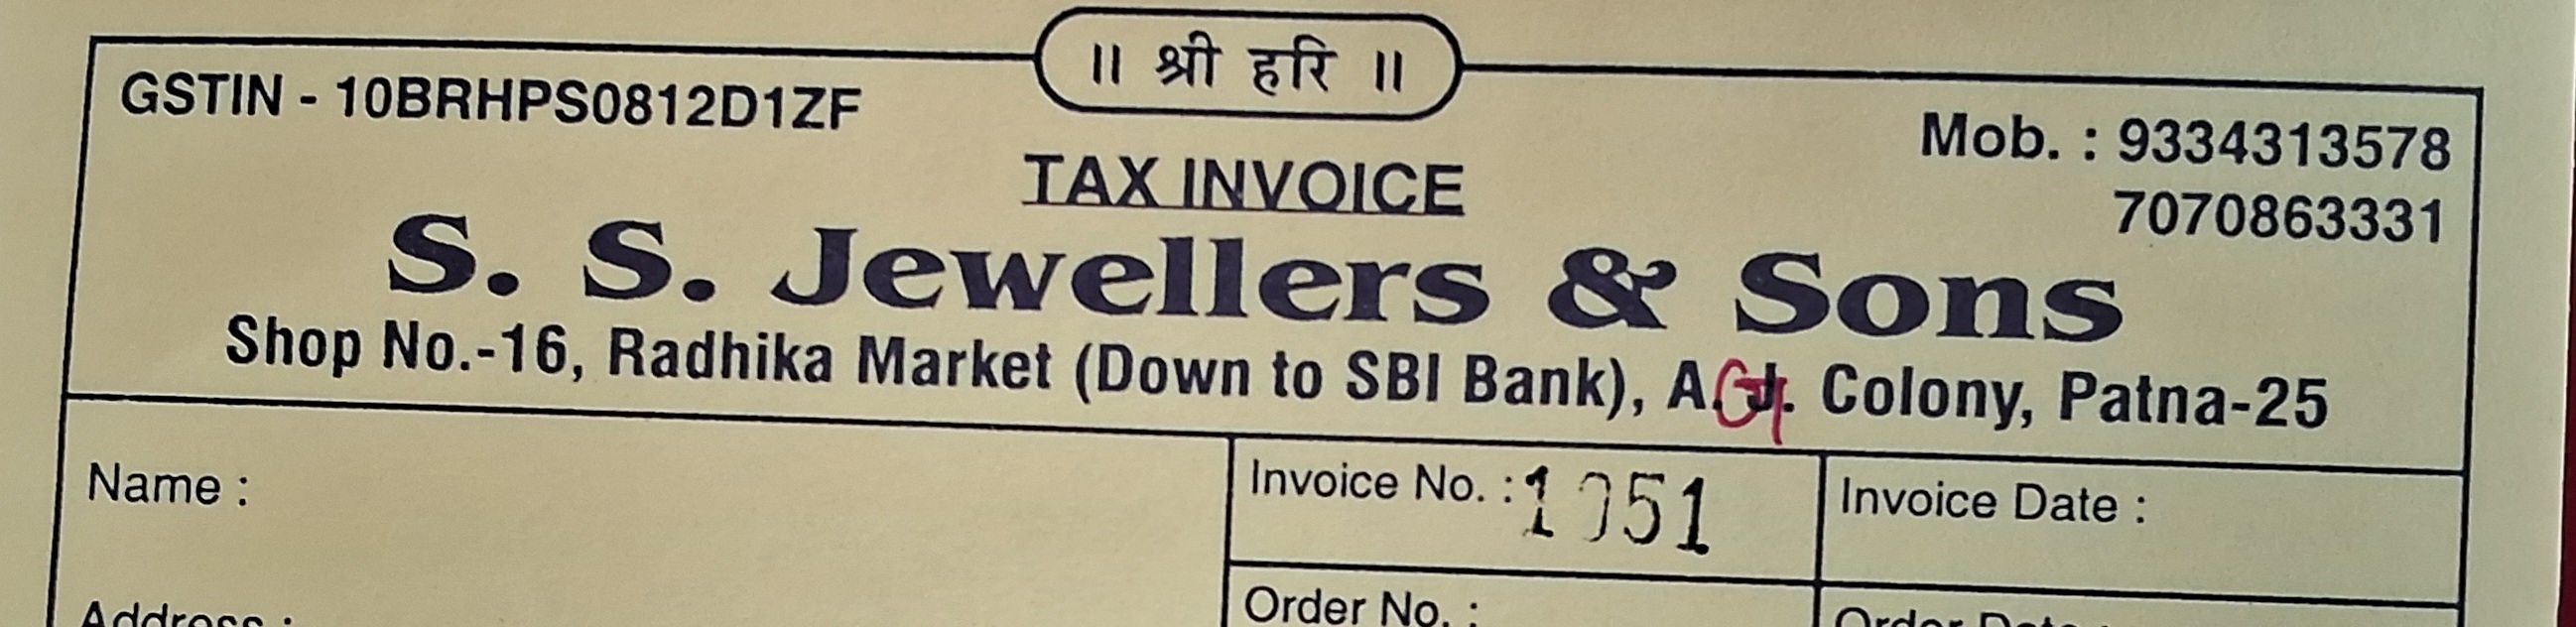 ॥ श्री हरि ॥
GSTIN - 10BRHPS0812D1ZF
Mob. : 9334313578
7070863331
TAX INVOICE
S. S. Jewellers & Sons
Shop No.-16, Radhika Market (Down to SBI Bank), A.G. Colony, Patna-25
Name :
Invoice No. : 1051
Invoice Date :
Address :
Order No. :
Order Date :